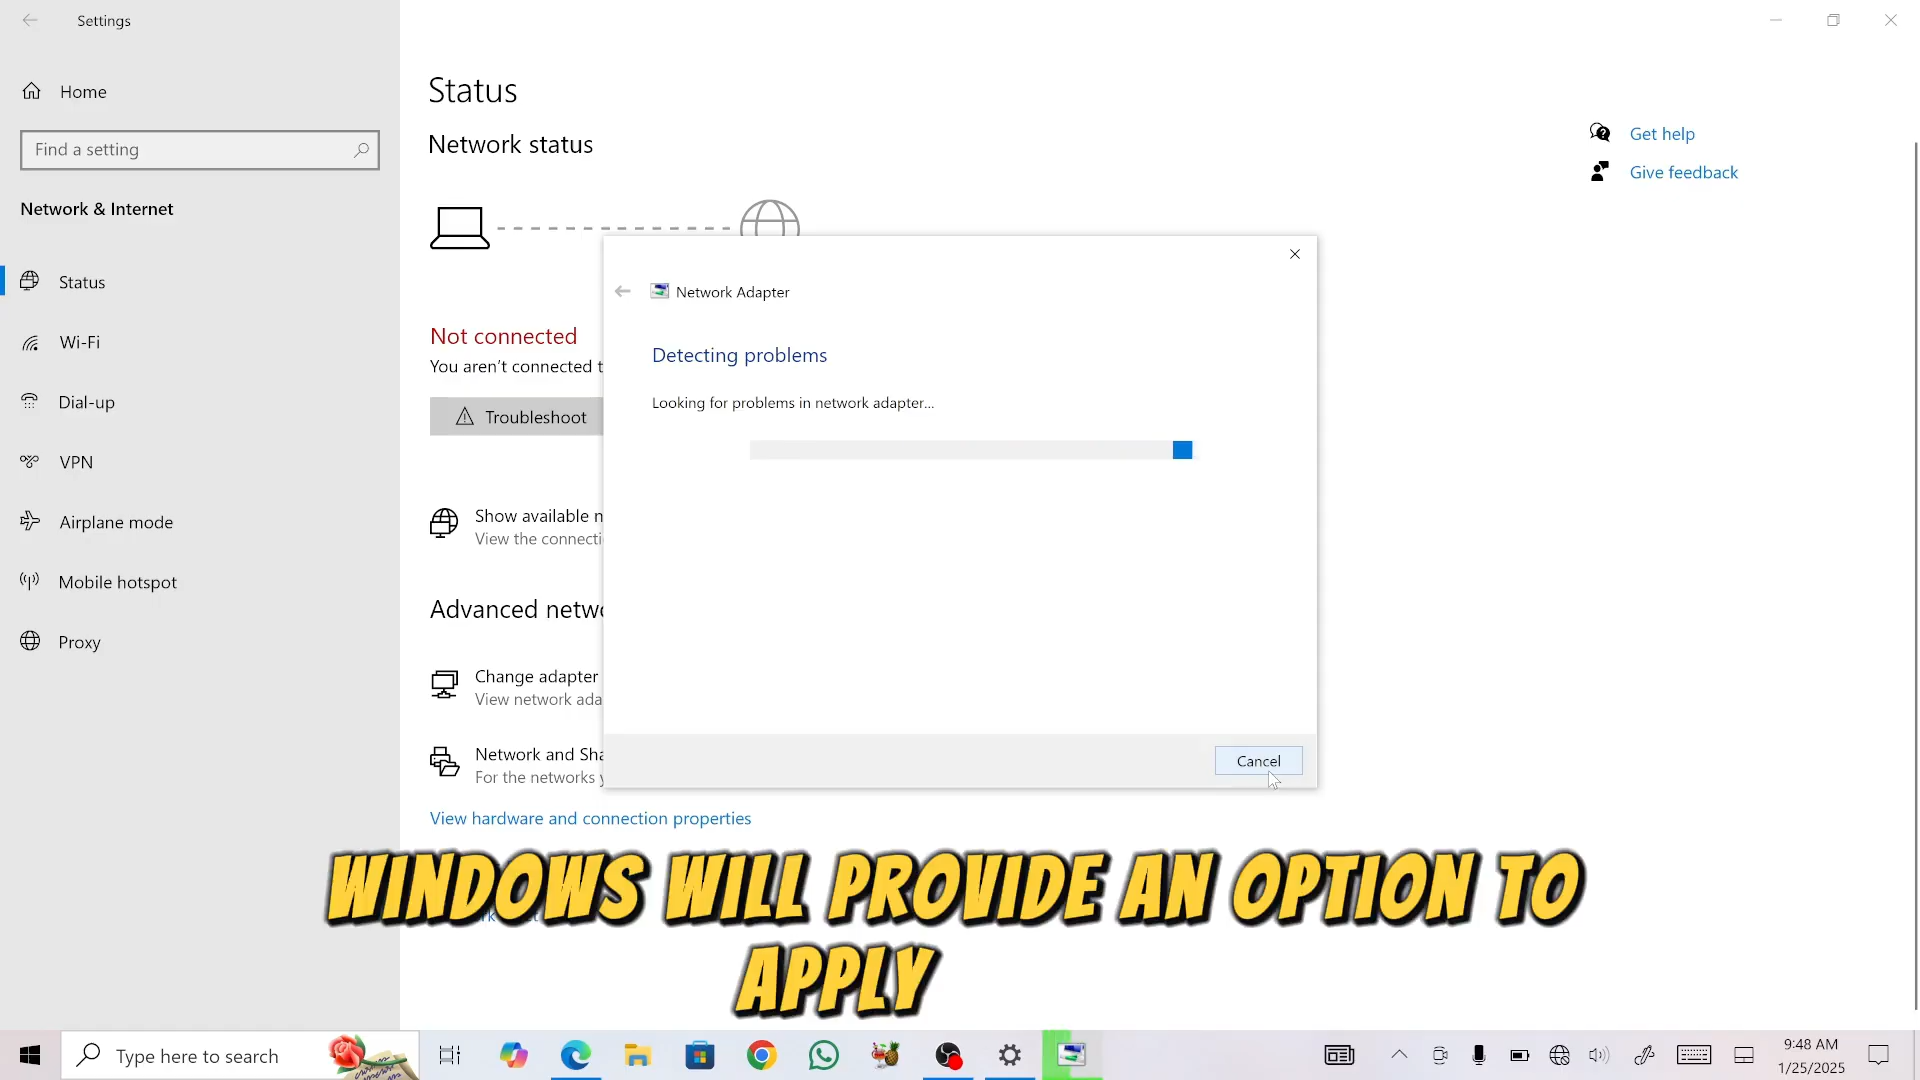 Settings
Home
Find a setting
Network & Internet
Status
Wi-Fi
Dial-up
VPN
Airplane mode
Mobile hotspot
Proxy
Status
Network status
Get help
Give feedback
Not connected
You aren't connected t
Troubleshoot
Show available n
View the connecti
Advanced netwo
Change adapter
View network ada
Network and Sha
For the networks y
View hardware and connection properties
Network Adapter
Detecting problems
Looking for problems in network adapter...
Cancel
WINDOWS WILL PROVIDE AN OPTION TO
APPLY
Type here to search
9:48 AM
1/25/2025